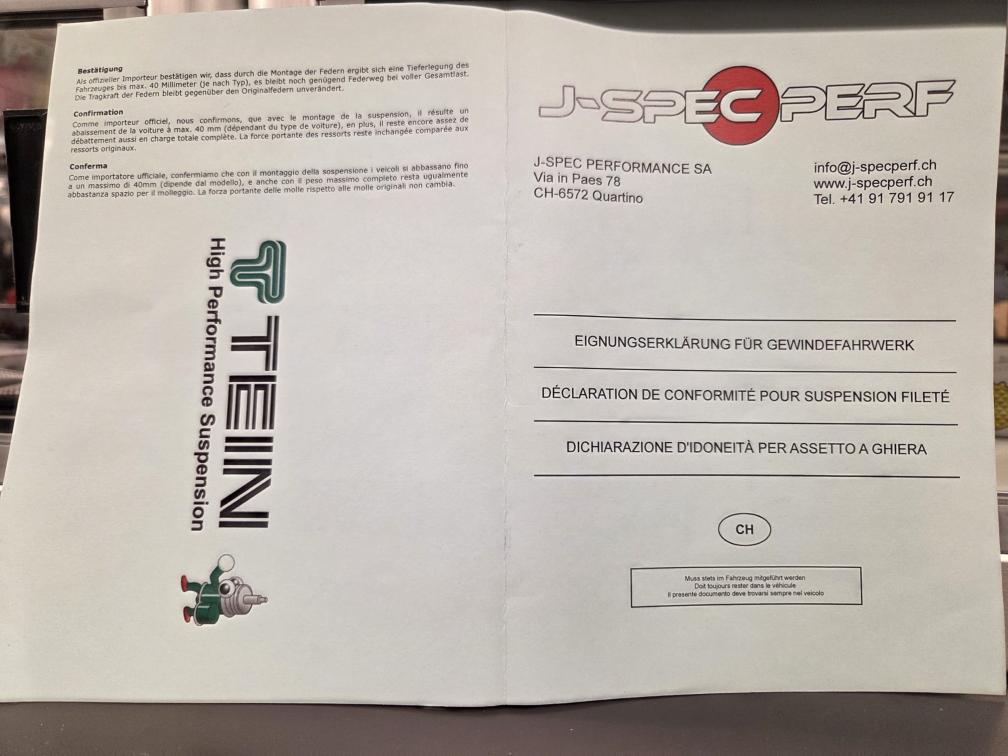 Bestätigung
Als offizieller Importeur bestätigen wir, dass durch die Montage der Federn ergibt sich eine Tieferlegung des
Fahrzeuges bis max. 40 Millimeter (je nach Typ), es bleibt noch genügend Federweg bei voller Gesamtlast.
Die Tragkraft der Federn bleibt gegenüber den Originalfedern unverändert.
Confirmation
Comme importeur officiel, nous confirmons, que avec le montage de la suspension, il résulte un
abaissement de la voiture à max. 40 mm (dépendant du type de voiture), en plus, il reste encore assez de
débattement aussi en charge totale complète. La force portante des ressorts reste inchangée comparée aux
ressorts originaux.
Conferma
Come importatore ufficiale, confermiamo che con il montaggio della sospensione i veicoli si abbassano fino
a un massimo di 40mm (dipende dal modello), e anche con il peso massimo completo resta ugualmente
abbastanza spazio per il molleggio. La forza portante delle molle rispetto alle molle originali non cambia.
TEIN
High Performance Suspension
J-SPEC PERF
J-SPEC PERFORMANCE SA
Via in Paes 78
CH-6572 Quartino
info@j-specperf.ch
www.j-specperf.ch
Tel. +41 91 791 91 17
EIGNUNGSERKLÄRUNG FÜR GEWINDEFAHRWERK
DÉCLARATION DE CONFORMITÉ POUR SUSPENSION FILETÉ
DICHIARAZIONE D'IDONEITÀ PER ASSETTO A GHIERA
CH
Muss stets im Fahrzeug mitgeführt werden
Doit toujours rester dans le véhicule
Il presente documento deve trovarsi sempre nel veicolo